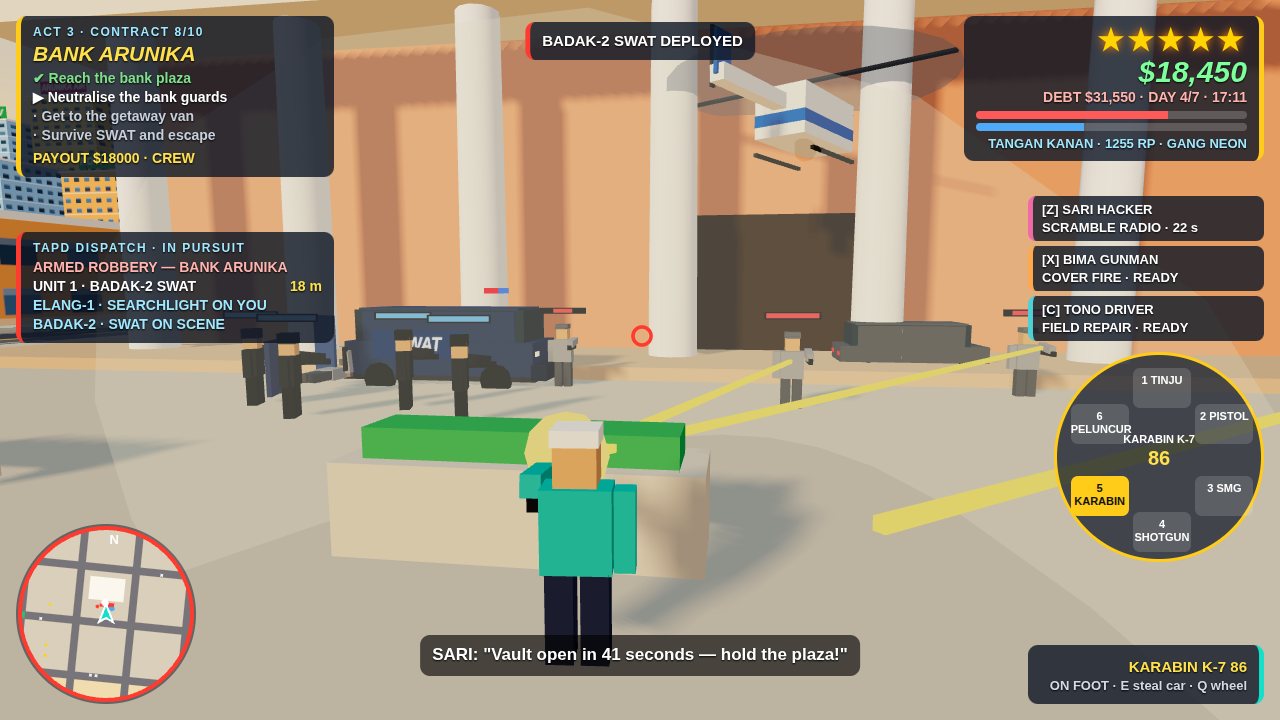 ACT 3 · CONTRACT 8/10
BANK ARUNIKA
✔ Reach the bank plaza
▶ Neutralise the bank guards
· Get to the getaway van
· Survive SWAT and escape
PAYOUT $18000 · CREW
BADAK-2 SWAT DEPLOYED
★★★★★
$18,450
DEBT $31,550 · DAY 4/7 · 17:11
TANGAN KANAN · 1255 RP · GANG NEON
TAPD DISPATCH · IN PURSUIT
ARMED ROBBERY — BANK ARUNIKA
UNIT 1 · BADAK-2 SWAT 18 m
ELANG-1 · SEARCHLIGHT ON YOU
BADAK-2 · SWAT ON SCENE
[Z] SARI HACKER
SCRAMBLE RADIO · 22 s
[X] BIMA GUNMAN
COVER FIRE · READY
[C] TONO DRIVER
FIELD REPAIR · READY
SWAT
1 TINJU
6 PELUNCUR
2 PISTOL
KARABIN K-7
86
5 KARABIN
3 SMG
4 SHOTGUN
N
SARI: "Vault open in 41 seconds — hold the plaza!"
KARABIN K-7 86
ON FOOT · E steal car · Q wheel